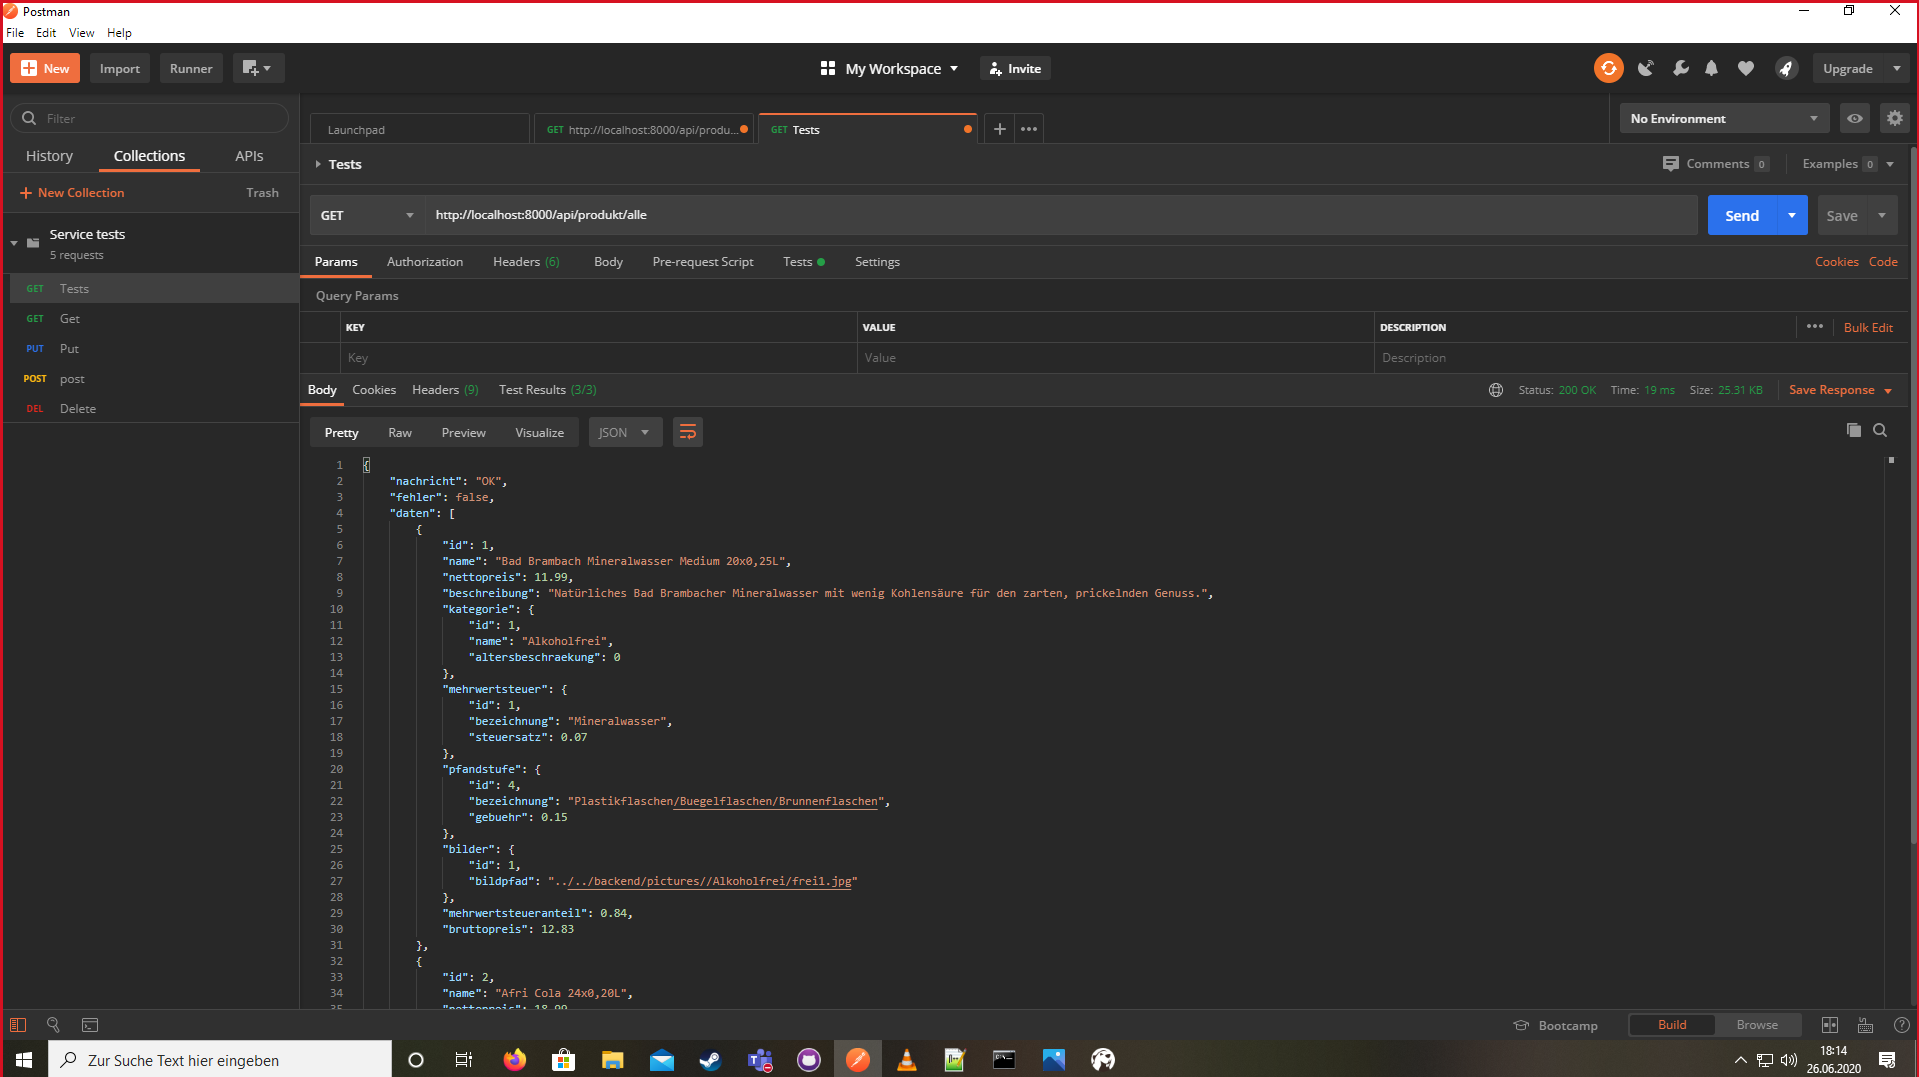 Postman
File Edit View Help
New Import Runner My Workspace Invite Upgrade
Filter
Launchpad GET http://localhost:8000/api/produ... GET Tests No Environment
History Collections APIs
Tests Comments 0 Examples 0
New Collection Trash
GET http://localhost:8000/api/produkt/alle Send Save
Service tests
5 requests
Params Authorization Headers (6) Body Pre-request Script Tests Settings Cookies Code
GET Tests
GET Get
PUT Put
POST post
DEL Delete
Query Params
KEY VALUE DESCRIPTION Bulk Edit
Key Value Description
Body Cookies Headers (9) Test Results (3/3) Status: 200 OK Time: 19 ms Size: 25.31 KB Save Response
Pretty Raw Preview Visualize JSON
1 {
2 "nachricht": "OK",
3 "fehler": false,
4 "daten": [
5 {
6 "id": 1,
7 "name": "Bad Brambach Mineralwasser Medium 20x0,25L",
8 "nettopreis": 11.99,
9 "beschreibung": "Natürliches Bad Brambacher Mineralwasser mit wenig Kohlensäure für den zarten, prickelnden Genuss.",
10 "kategorie": {
11 "id": 1,
12 "name": "Alkoholfrei",
13 "altersbeschraekung": 0
14 },
15 "mehrwertsteuer": {
16 "id": 1,
17 "bezeichnung": "Mineralwasser",
18 "steuersatz": 0.07
19 },
20 "pfandstufe": {
21 "id": 4,
22 "bezeichnung": "Plastikflaschen/Buegelflaschen/Brunnenflaschen",
23 "gebuehr": 0.15
24 },
25 "bilder": {
26 "id": 1,
27 "bildpfad": "../../backend/pictures//Alkoholfrei/frei1.jpg"
28 },
29 "mehrwertsteueranteil": 0.84,
30 "bruttopreis": 12.83
31 },
32 {
33 "id": 2,
34 "name": "Afri Cola 24x0,20L",
35 "nettopreis": 18.99
Bootcamp Build Browse
Zur Suche Text hier eingeben
18:14
26.06.2020